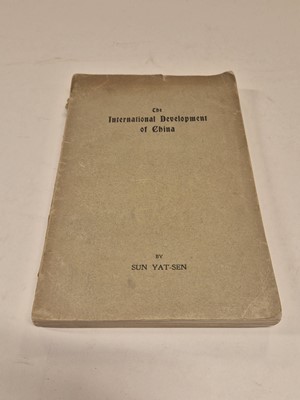 The
International Development
of China
BY
SUN YAT-SEN